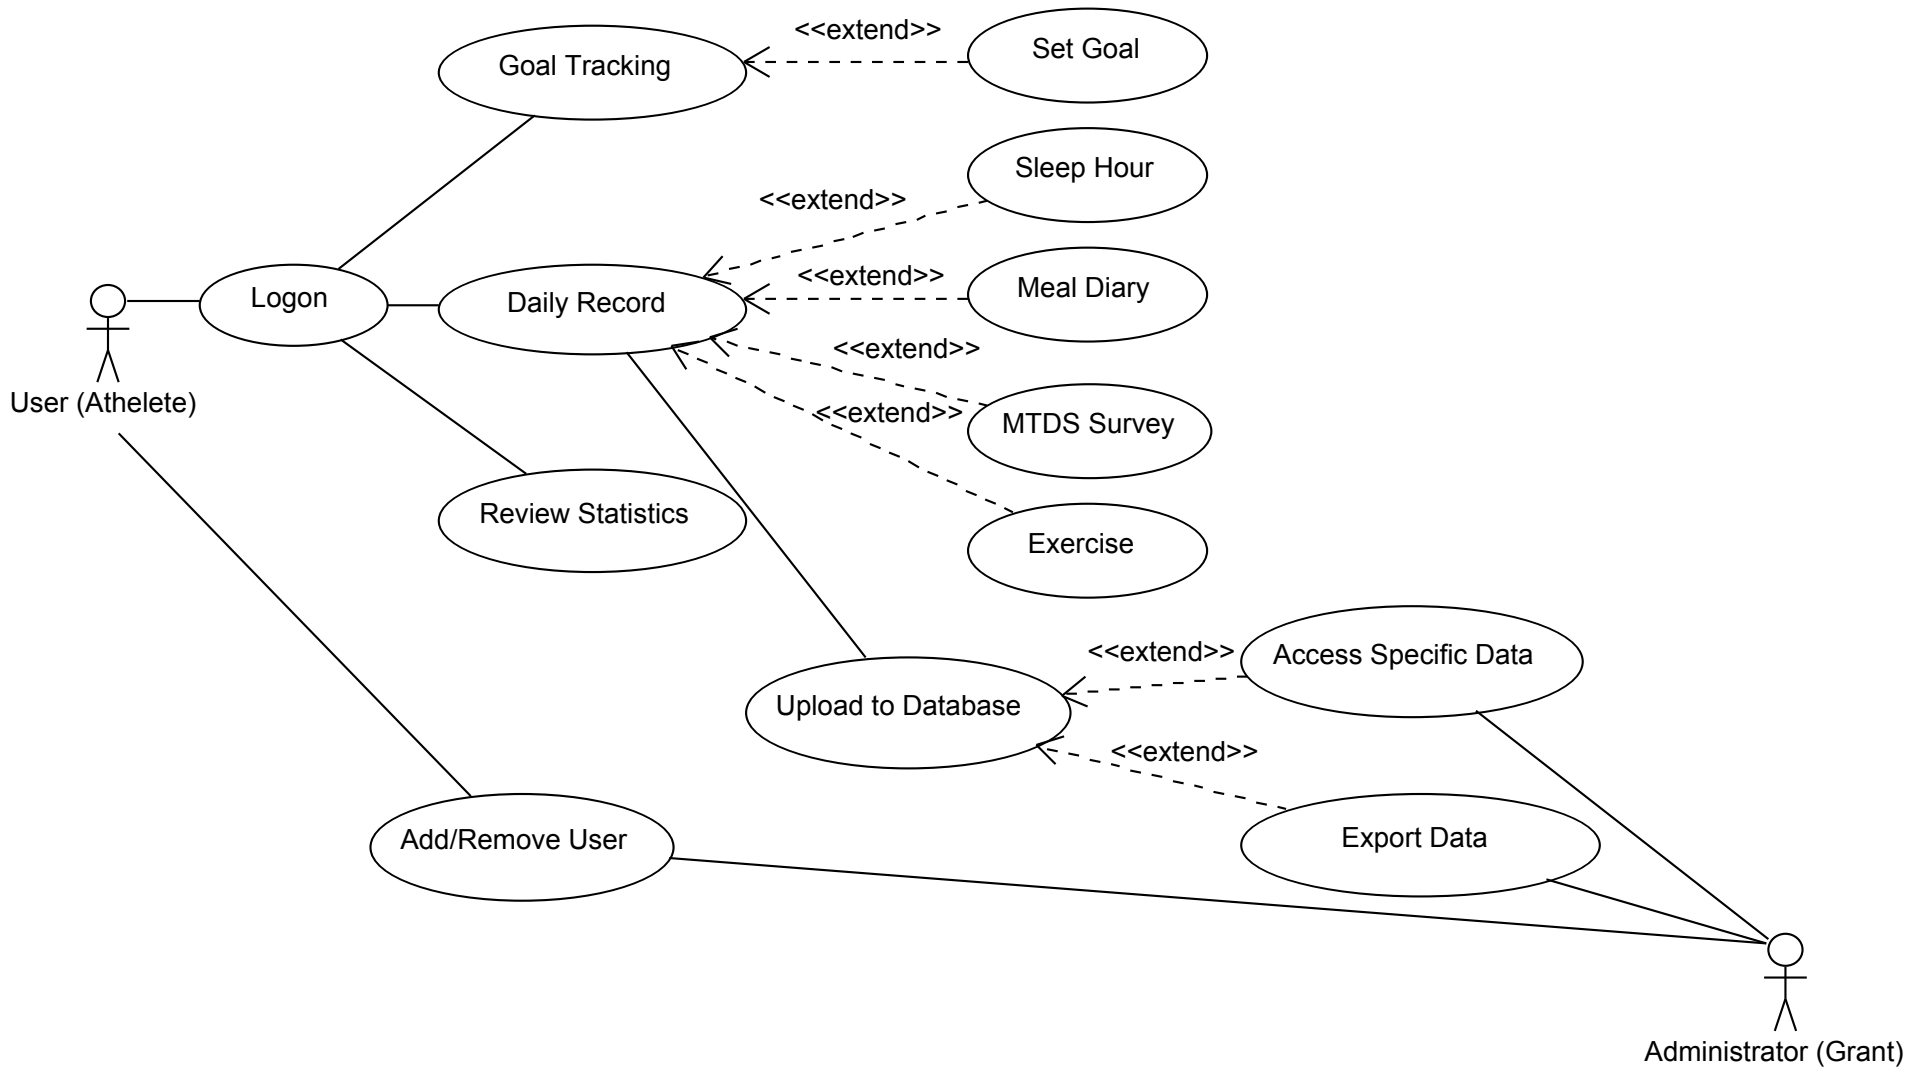 <<extend>>
Set Goal
Goal Tracking
Sleep Hour
<<extend>>
<<extend>>
Meal Diary
Logon
Daily Record
<<extend>>
User (Athelete)
<<extend>>
MTDS Survey
Review Statistics
Exercise
<<extend>>
Access Specific Data
Upload to Database
<<extend>>
Add/Remove User
Export Data
Administrator (Grant)